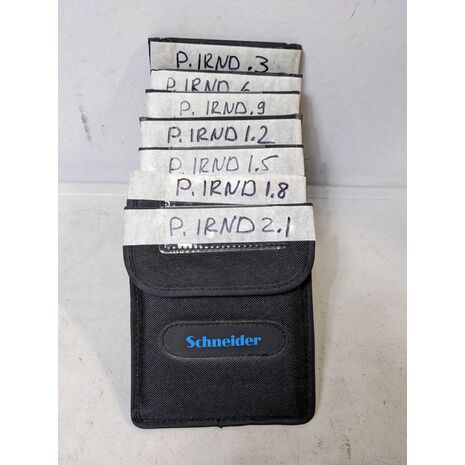 P. IRND .3
P. IRND .6
P. IRND .9
P. IRND 1.2
P. IRND 1.5
P. IRND 1.8
P. IRND 2.1
Schneider